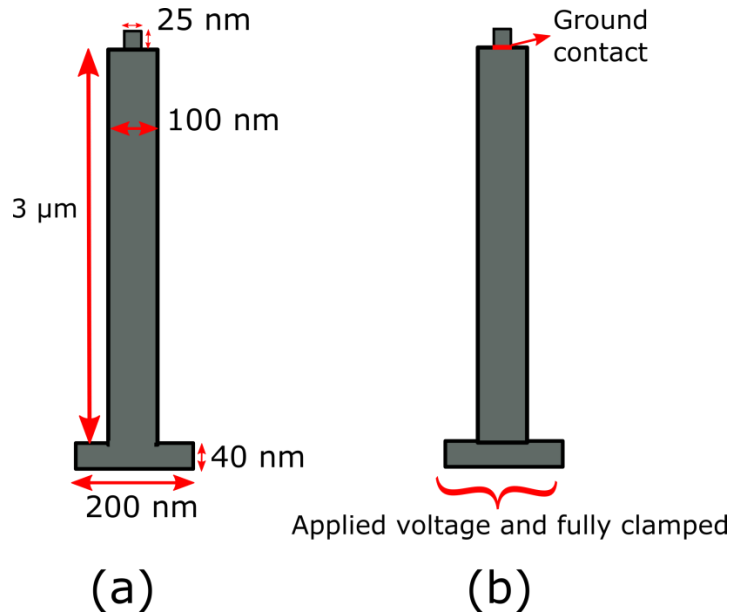 25 nm
100 nm
3 µm
40 nm
200 nm
(a)
Ground
contact
Applied voltage and fully clamped
(b)